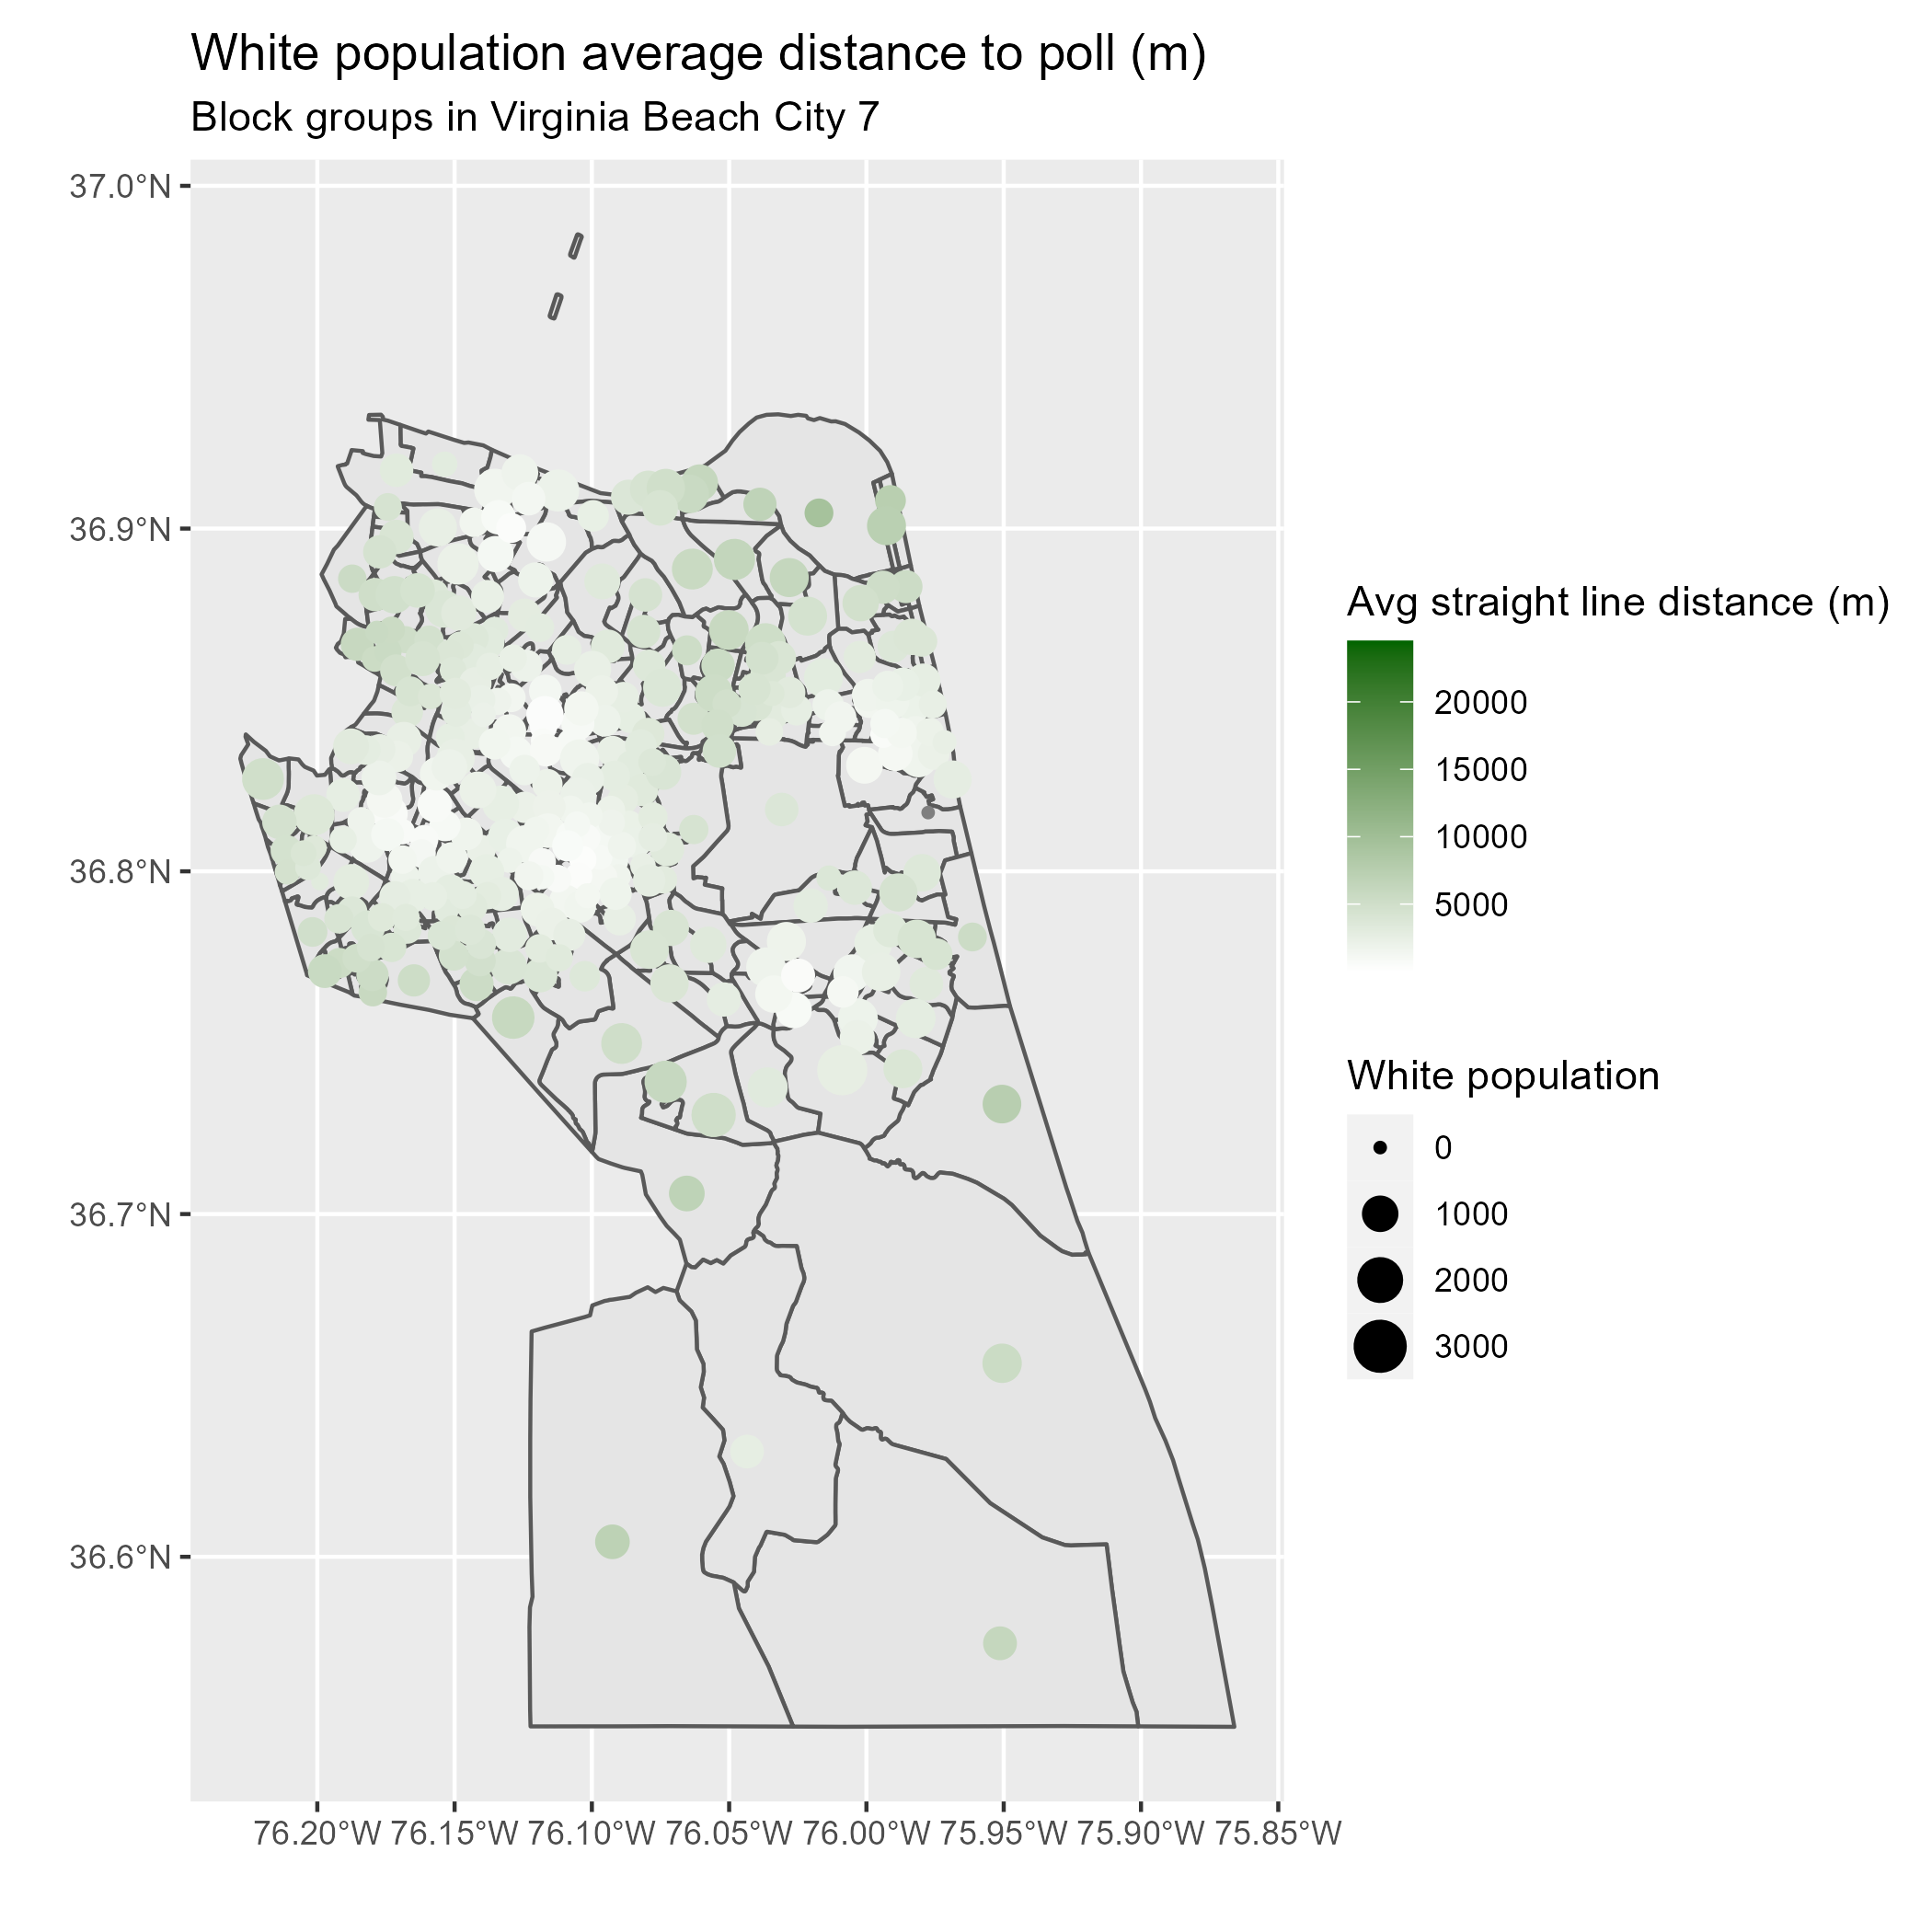 White population average distance to poll (m)
Block groups in Virginia Beach City 7
37.0°N
36.9°N
36.8°N
36.7°N
36.6°N
76.20°W 76.15°W 76.10°W 76.05°W 76.00°W 75.95°W 75.90°W 75.85°W
Avg straight line distance (m)
20000
15000
10000
5000
White population
0
1000
2000
3000